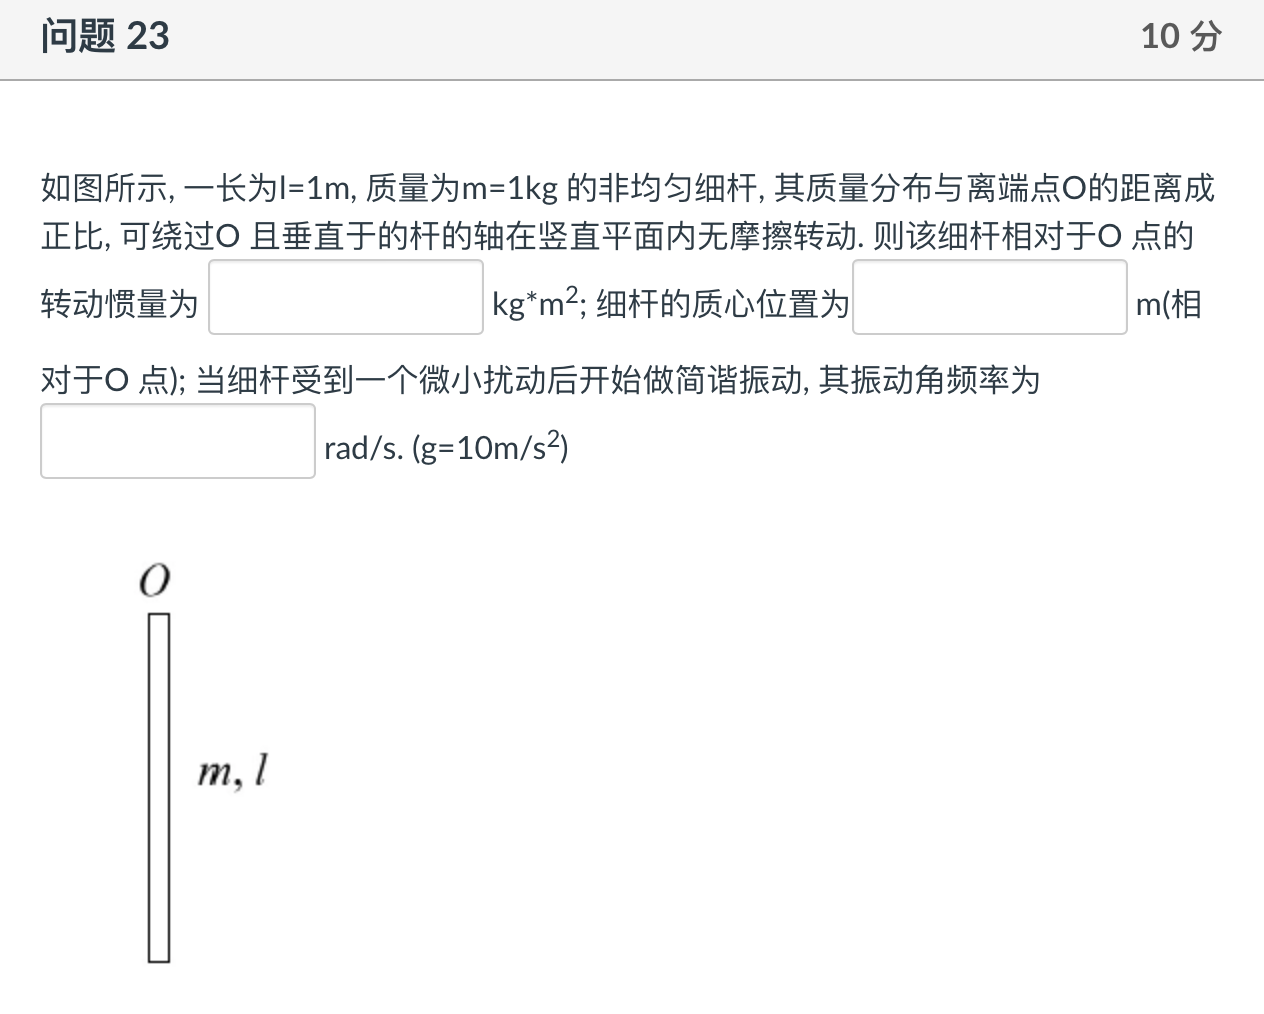 问题 23
10 分
如图所示, 一长为l=1m, 质量为m=1kg 的非均匀细杆, 其质量分布与离端点O的距离成
正比, 可绕过O 且垂直于的杆的轴在竖直平面内无摩擦转动. 则该细杆相对于O 点的
转动惯量为 kg*m²; 细杆的质心位置为 m(相
对于O 点); 当细杆受到一个微小扰动后开始做简谐振动, 其振动角频率为
rad/s. (g=10m/s²)
O
m, l